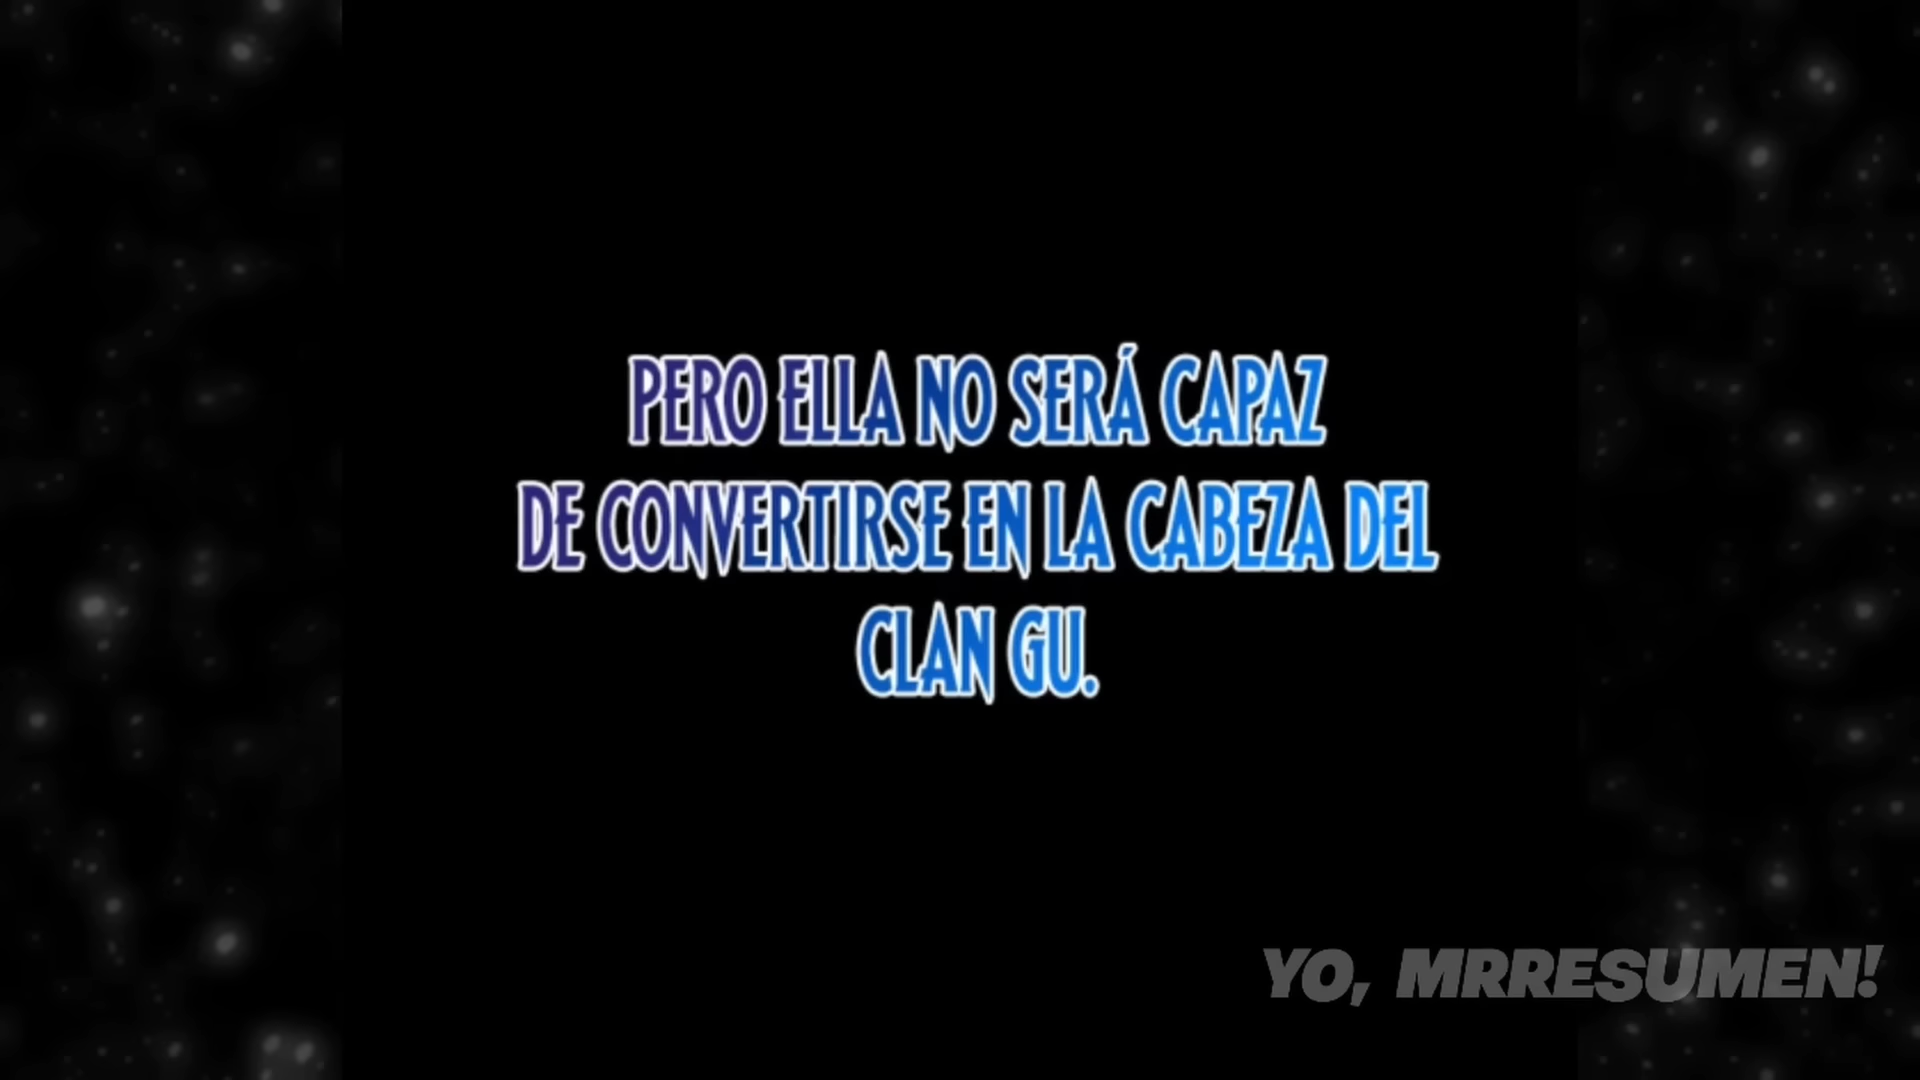 PERO ELLA NO SERÁ CAPAZ
DE CONVERTIRSE EN LA CABEZA DEL
CLAN GU.
YO, MRRESUMEN!